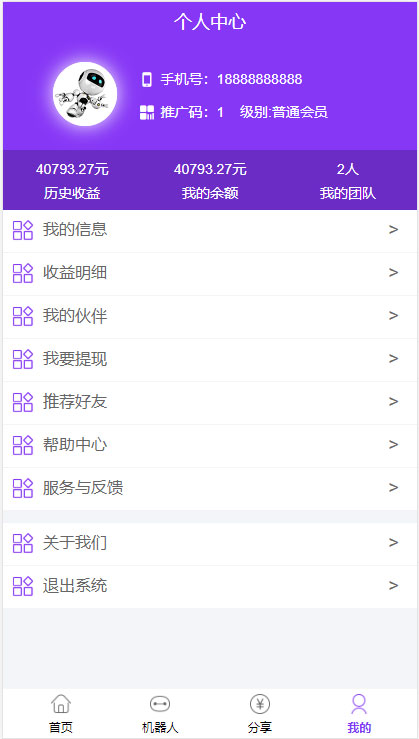 个人中心
手机号：18888888888
推广码：1 级别:普通会员
40793.27元 40793.27元 2人
历史收益 我的余额 我的团队
我的信息 >
收益明细 >
我的伙伴 >
我要提现 >
推荐好友 >
帮助中心 >
服务与反馈 >
关于我们 >
退出系统 >
首页 机器人 分享 我的